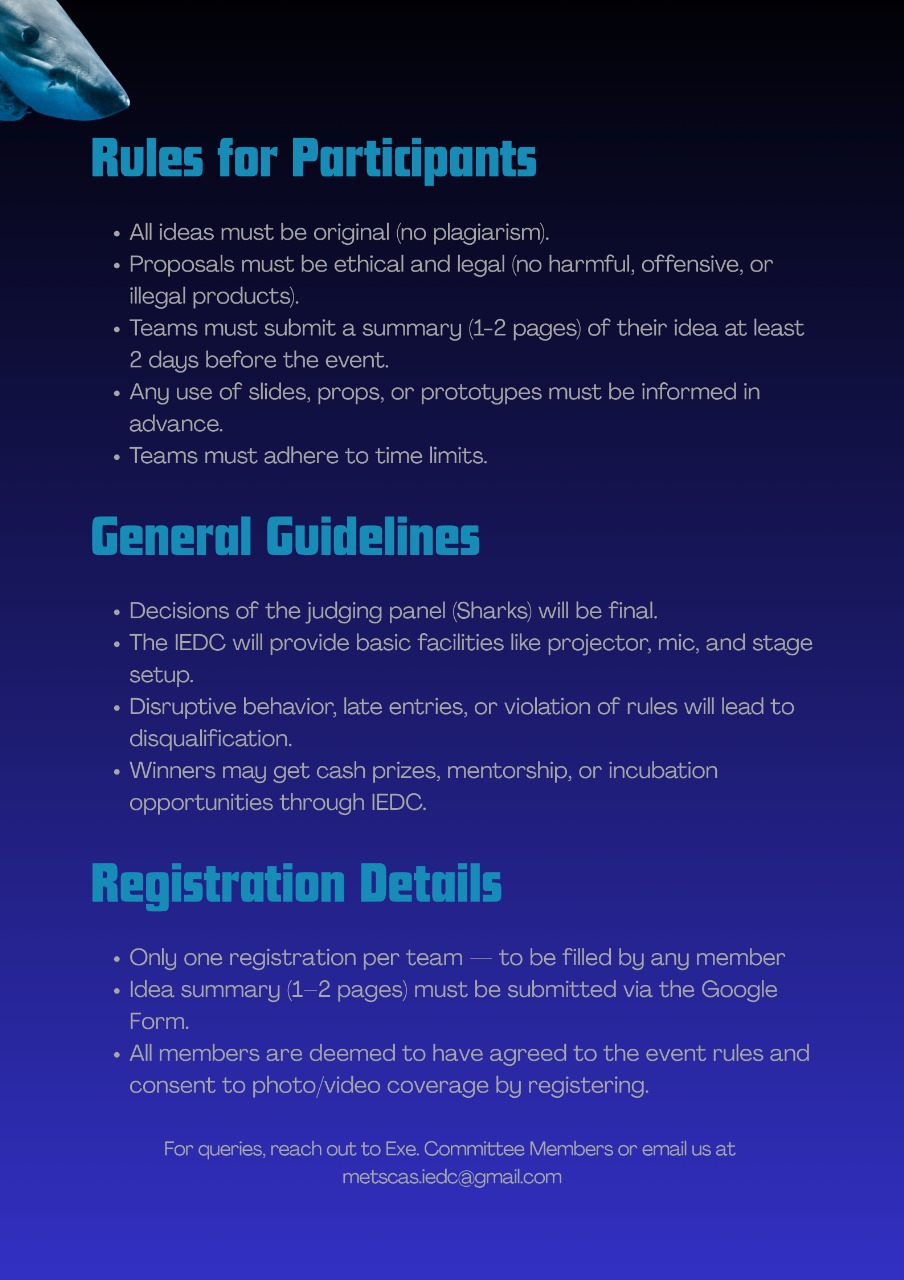 Rules for Participants
• All ideas must be original (no plagiarism).
• Proposals must be ethical and legal (no harmful, offensive, or
illegal products).
• Teams must submit a summary (1-2 pages) of their idea at least
2 days before the event.
• Any use of slides, props, or prototypes must be informed in
advance.
• Teams must adhere to time limits.
General Guidelines
• Decisions of the judging panel (Sharks) will be final.
• The IEDC will provide basic facilities like projector, mic, and stage
setup.
• Disruptive behavior, late entries, or violation of rules will lead to
disqualification.
• Winners may get cash prizes, mentorship, or incubation
opportunities through IEDC.
Registration Details
• Only one registration per team — to be filled by any member
• Idea summary (1–2 pages) must be submitted via the Google
Form.
• All members are deemed to have agreed to the event rules and
consent to photo/video coverage by registering.
For queries, reach out to Exe. Committee Members or email us at
metscas.iedc@gmail.com